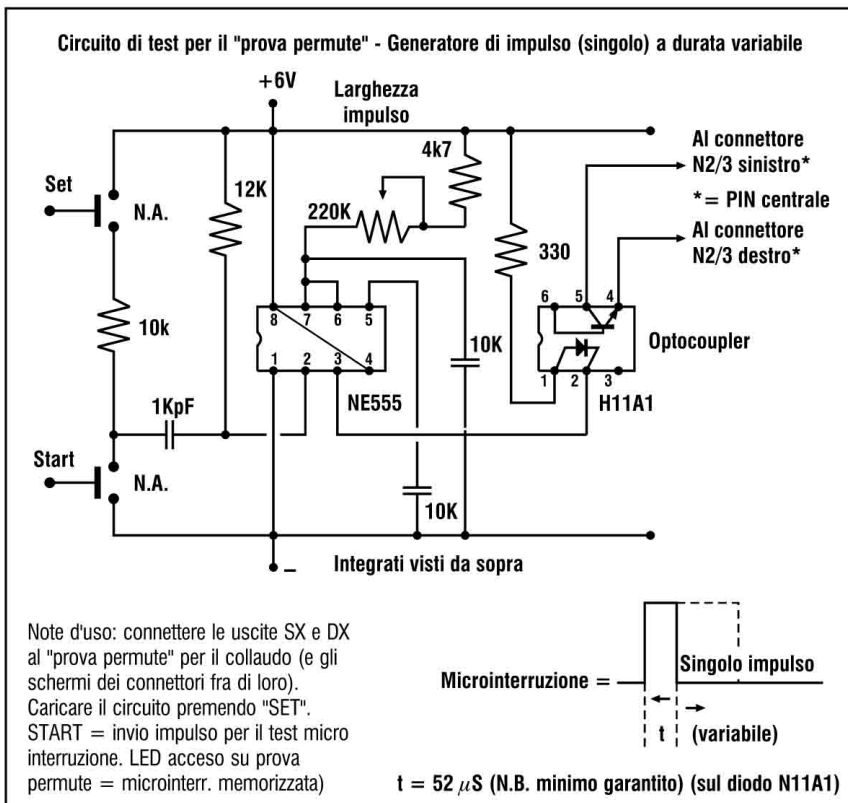 Circuito di test per il "prova permute" - Generatore di impulso (singolo) a durata variabile
+6V
Larghezza
impulso
4k7
Al connettore
N2/3 sinistro*
Set
N.A.
12K
220K
*= PIN centrale
Al connettore
N2/3 destro*
330
10k
8 7 6 5
6 5 4
10K
Optocoupler
1 2 3 4
1 2 3
NE555
H11A1
1KpF
Start
N.A.
10K
–
Integrati visti da sopra
Note d'uso: connettere le uscite SX e DX
al "prova permute" per il collaudo (e gli
schermi dei connettori fra di loro).
Caricare il circuito premendo "SET".
START = invio impulso per il test micro
interruzione. LED acceso su prova
permute = microinterr. memorizzata)
Microinterruzione =
Singolo impulso
t (variabile)
t = 52 µS (N.B. minimo garantito) (sul diodo N11A1)